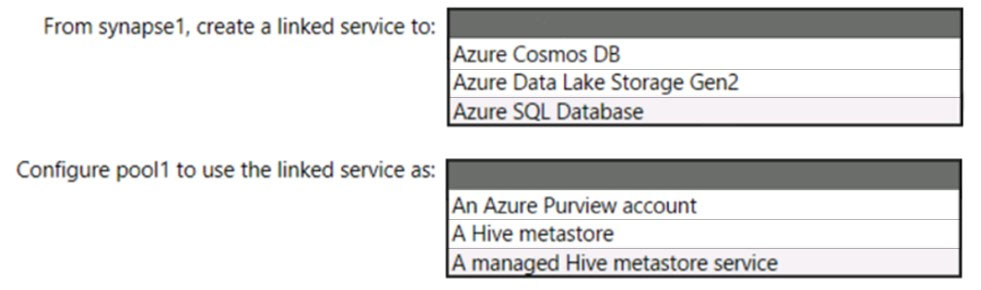 From synapse1, create a linked service to:
Azure Cosmos DB
Azure Data Lake Storage Gen2
Azure SQL Database
Configure pool1 to use the linked service as:
An Azure Purview account
A Hive metastore
A managed Hive metastore service